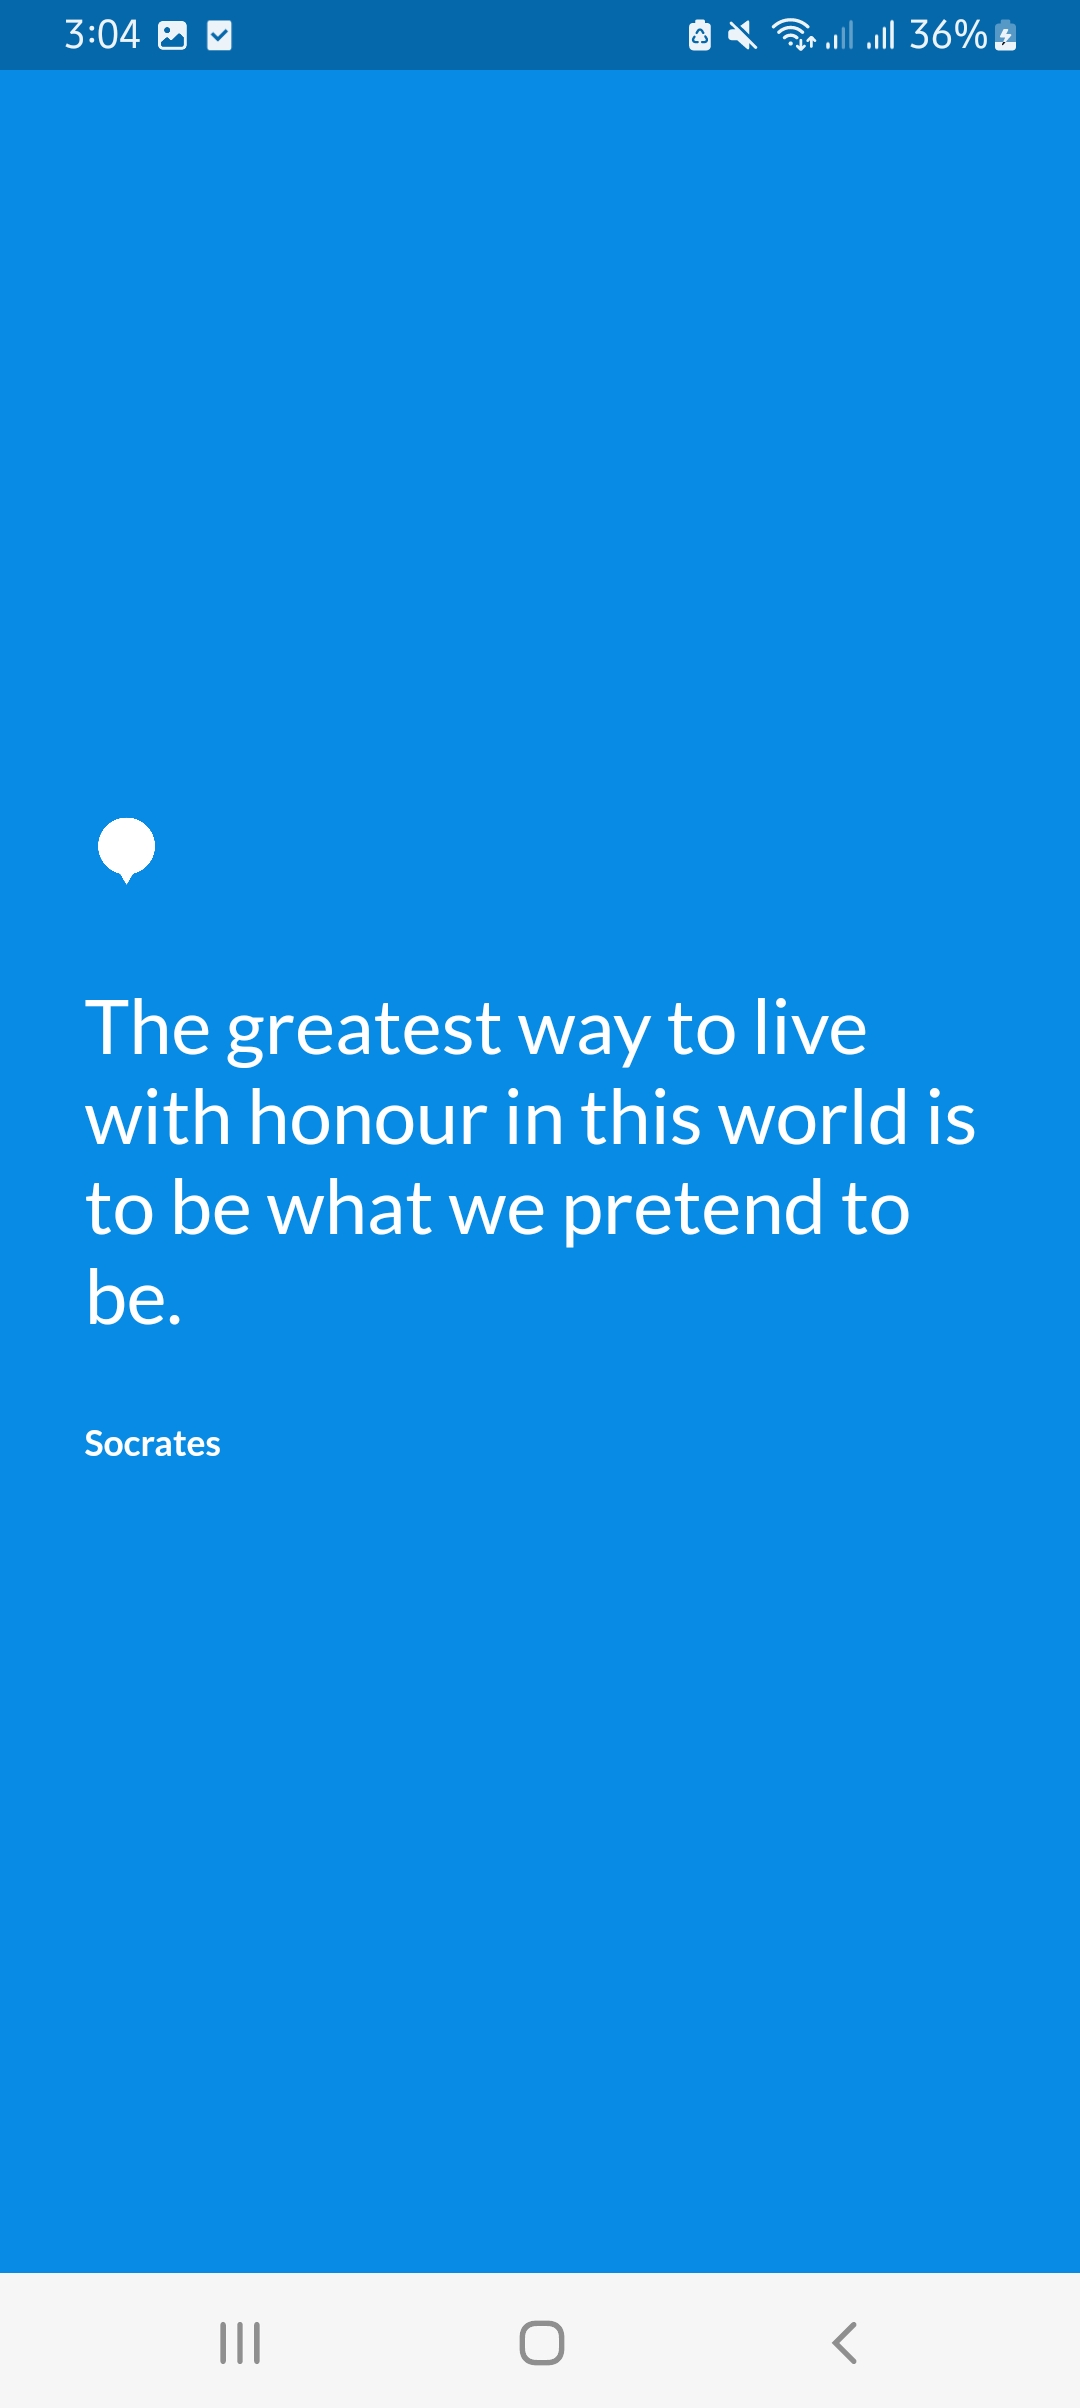 3:04
36%
The greatest way to live
with honour in this world is
to be what we pretend to
be.
Socrates